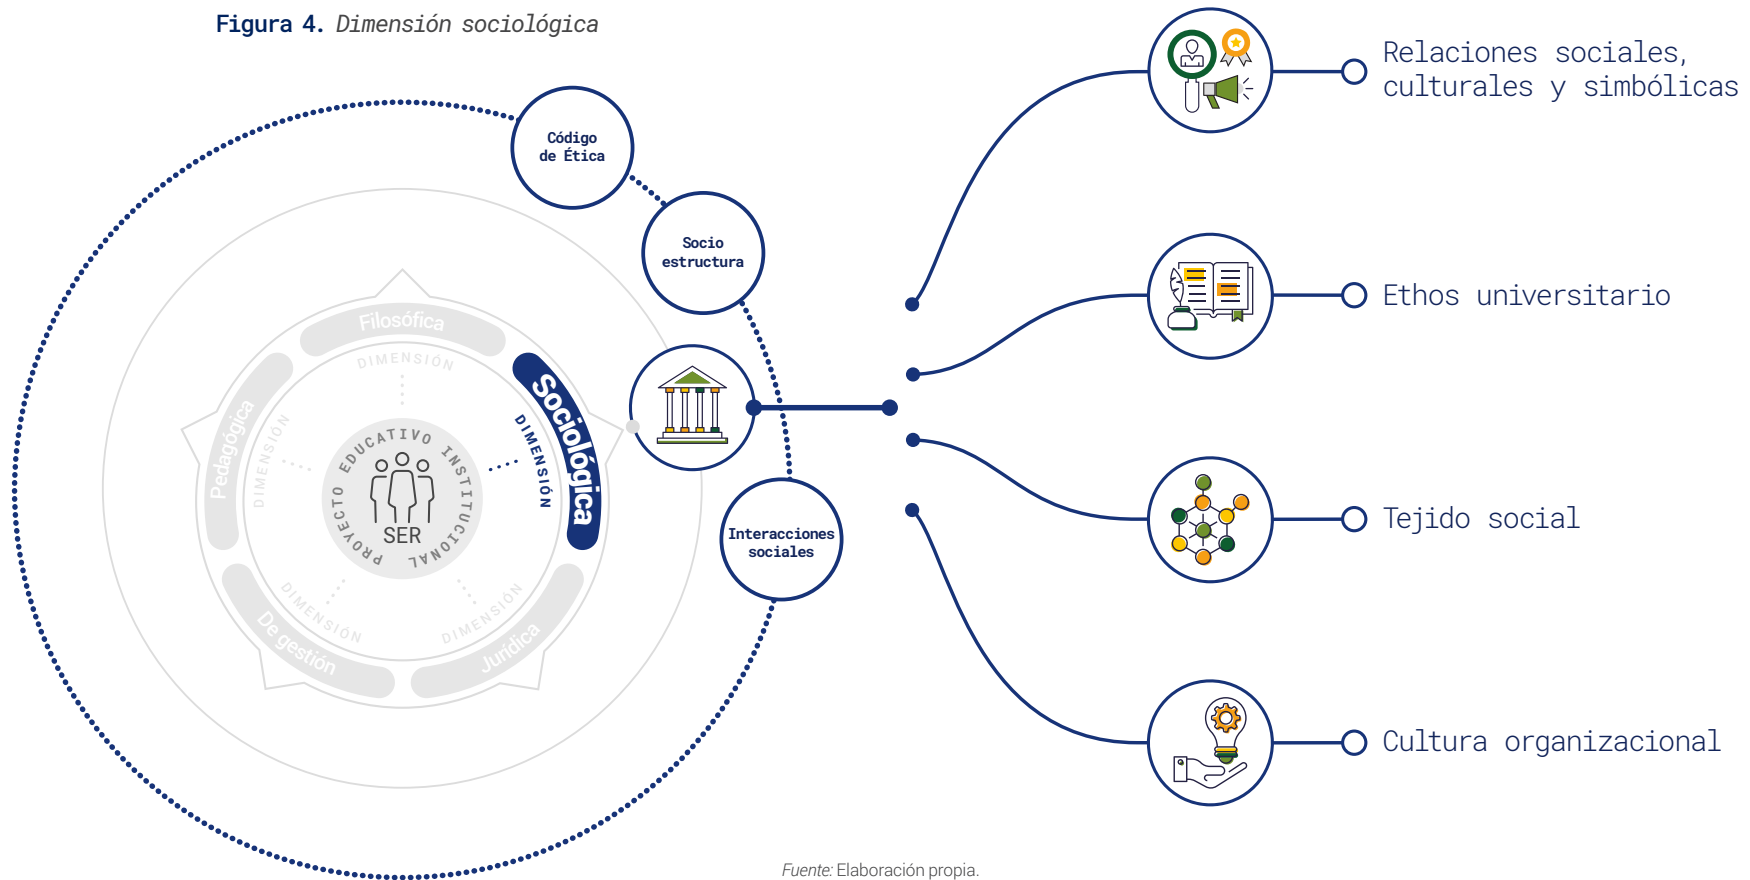 Figura 4. Dimensión sociológica
Código
de Ética
Socio
estructura
Interacciones
sociales
Filosófica
DIMENSIÓN
Sociológica
DIMENSIÓN
Pedagógica
DIMENSIÓN
De gestión
DIMENSIÓN
Jurídica
DIMENSIÓN
PROYECTO EDUCATIVO INSTITUCIONAL
SER
Relaciones sociales,
culturales y simbólicas
Ethos universitario
Tejido social
Cultura organizacional
Fuente: Elaboración propia.